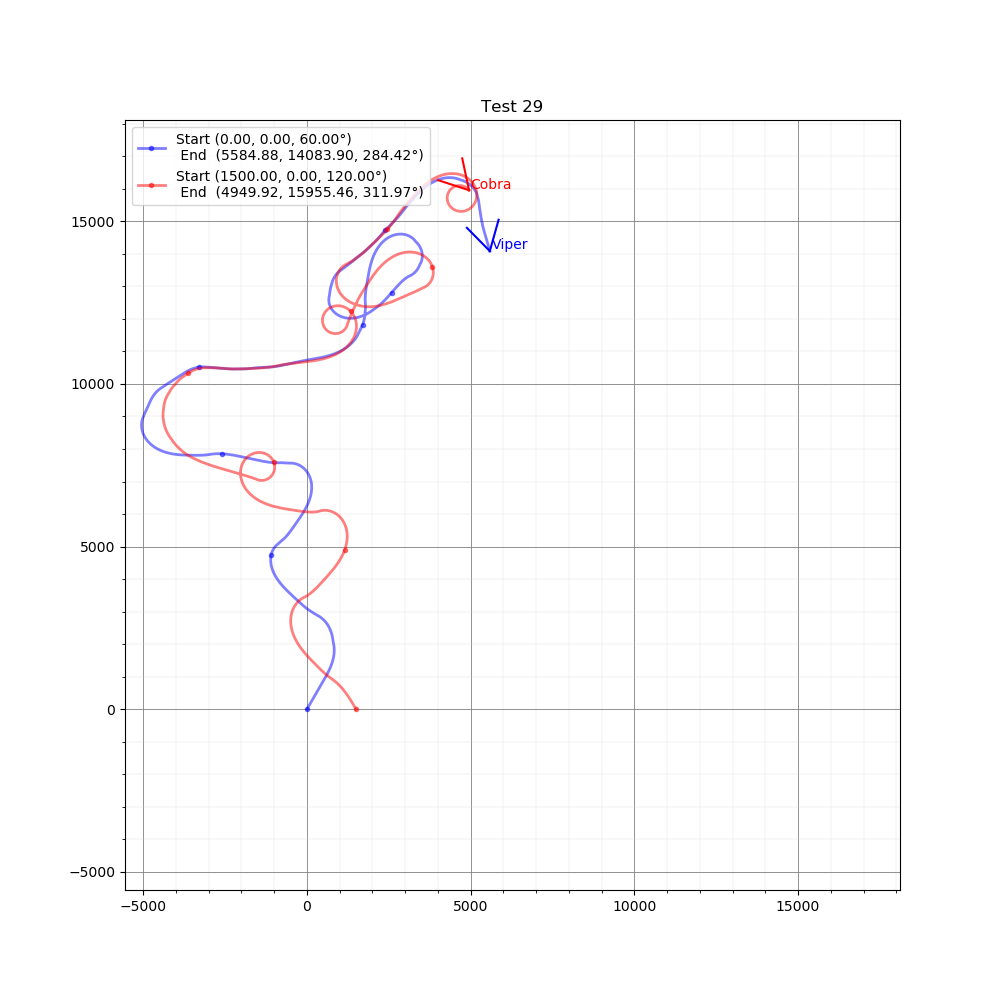 Test 29
Start (0.00, 0.00, 60.00°)
End (5584.88, 14083.90, 284.42°)
Start (1500.00, 0.00, 120.00°)
End (4949.92, 15955.46, 311.97°)
Cobra
Viper
15000
10000
5000
0
−5000
−5000 0 5000 10000 15000